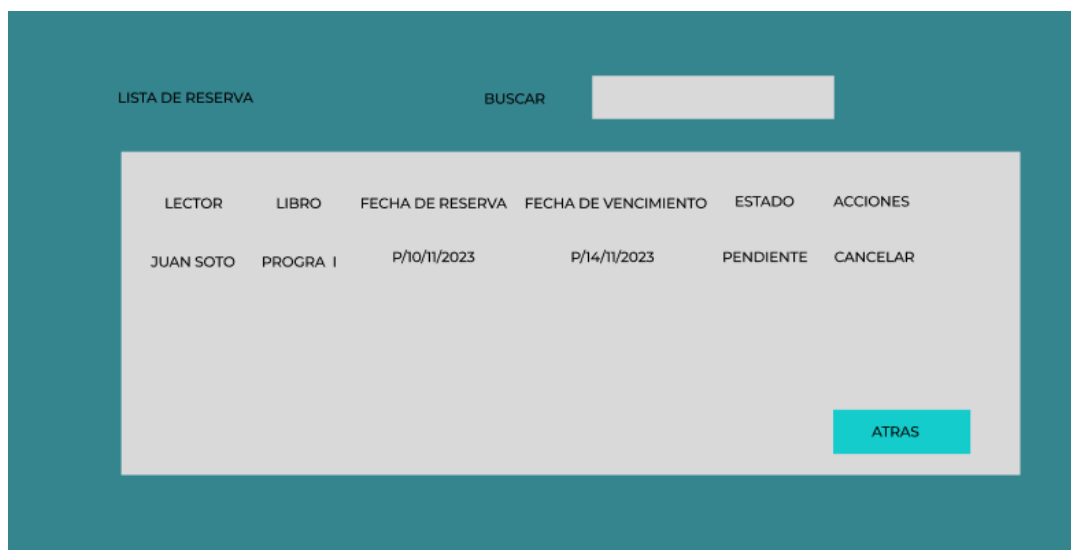 LISTA DE RESERVA BUSCAR
LECTOR LIBRO FECHA DE RESERVA FECHA DE VENCIMIENTO ESTADO ACCIONES
JUAN SOTO PROGRA I P/10/11/2023 P/14/11/2023 PENDIENTE CANCELAR
ATRAS